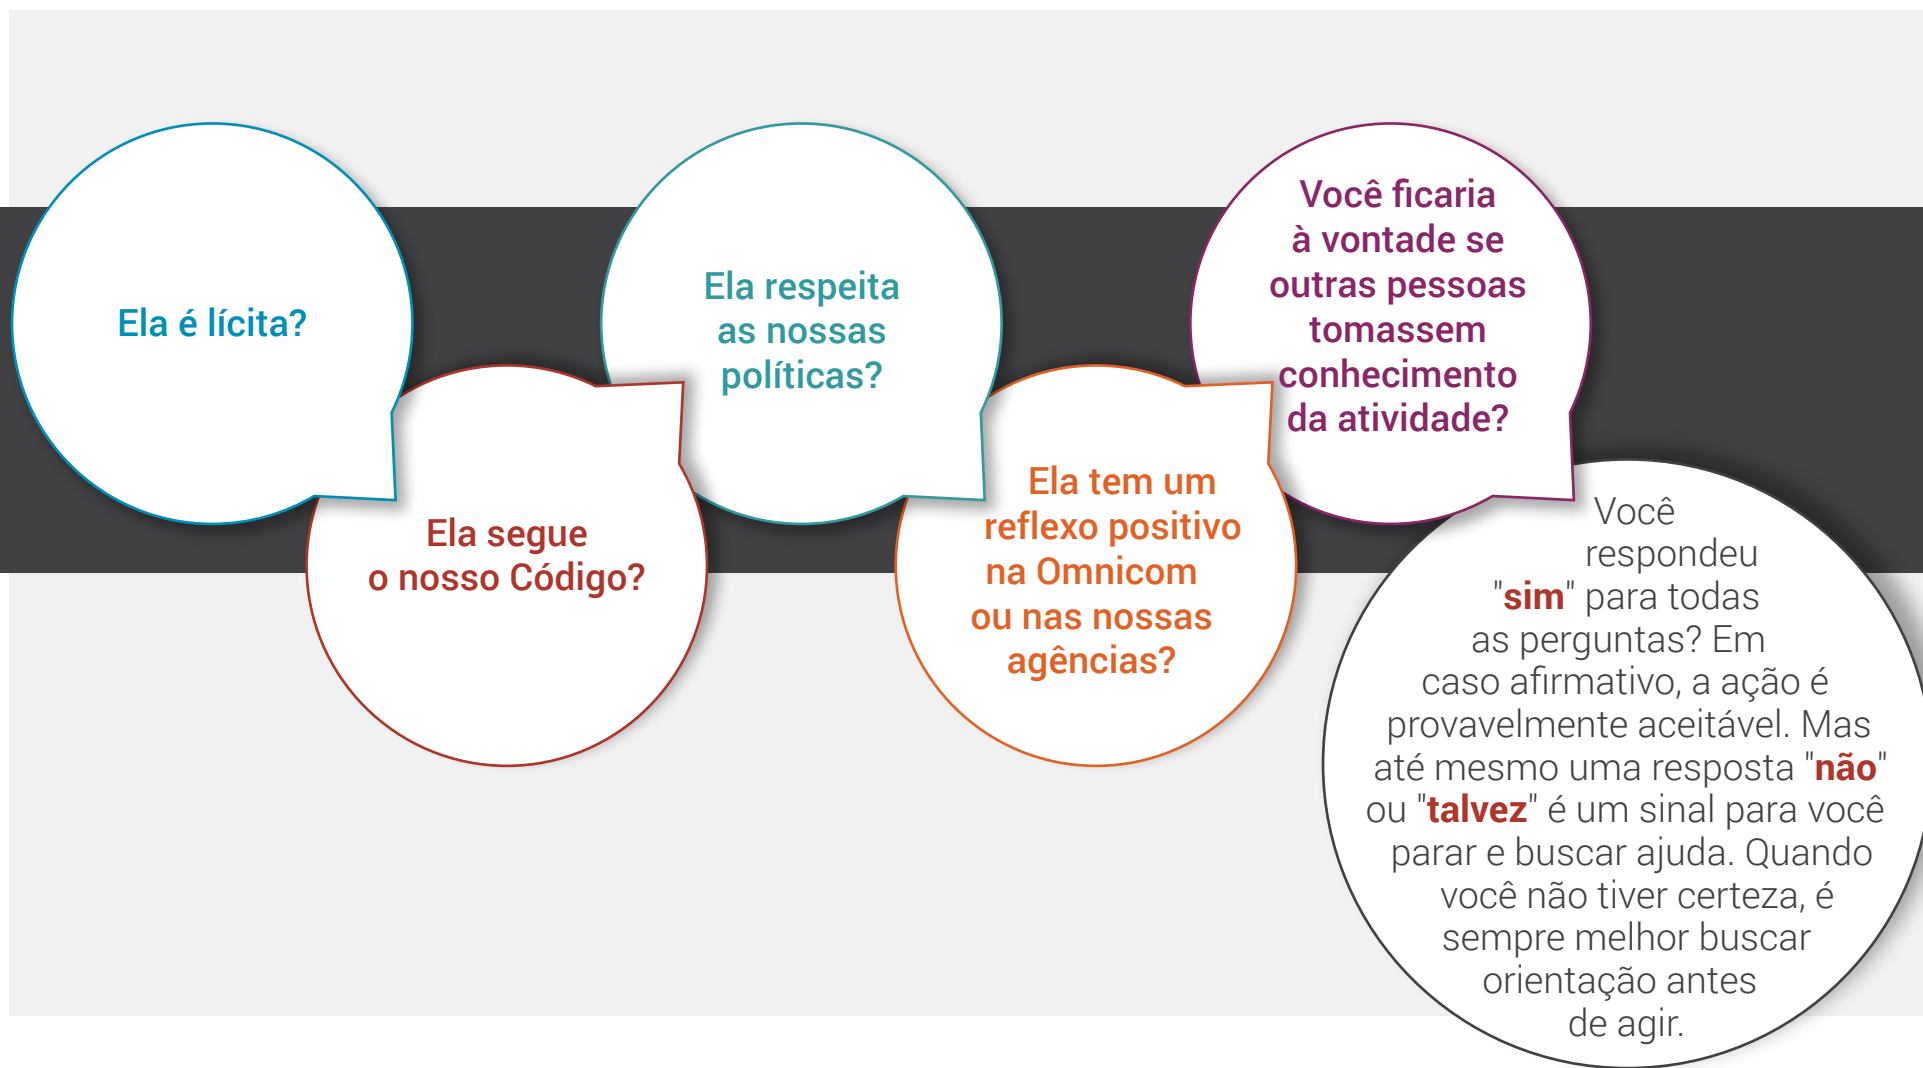 Ela é lícita?
Ela segue
o nosso Código?
Ela respeita
as nossas
políticas?
Ela tem um
reflexo positivo
na Omnicom
ou nas nossas
agências?
Você ficaria
à vontade se
outras pessoas
tomassem
conhecimento
da atividade?
Você
respondeu
"sim" para todas
as perguntas? Em
caso afirmativo, a ação é
provavelmente aceitável. Mas
até mesmo uma resposta "não"
ou "talvez" é um sinal para você
parar e buscar ajuda. Quando
você não tiver certeza, é
sempre melhor buscar
orientação antes
de agir.